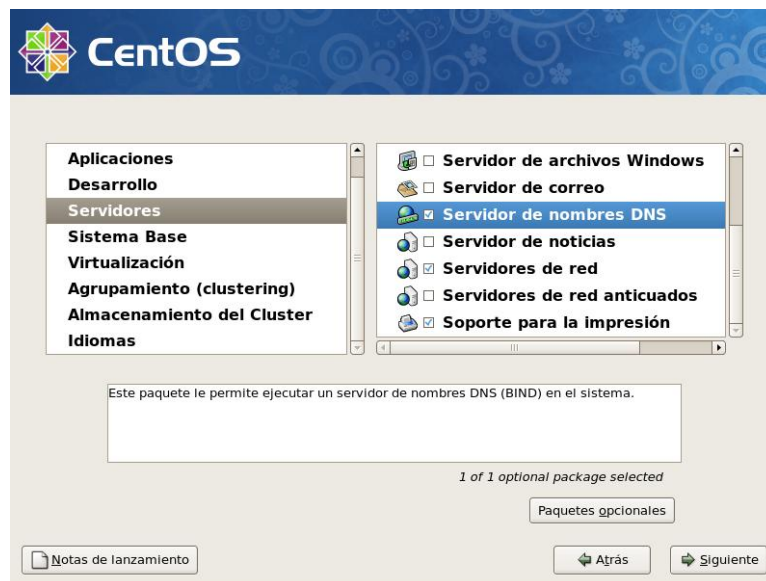 CentOS
Aplicaciones
Desarrollo
Servidores
Sistema Base
Virtualización
Agrupamiento (clustering)
Almacenamiento del Cluster
Idiomas
Servidor de archivos Windows
Servidor de correo
Servidor de nombres DNS
Servidor de noticias
Servidores de red
Servidores de red anticuados
Soporte para la impresión
Este paquete le permite ejecutar un servidor de nombres DNS (BIND) en el sistema.
1 of 1 optional package selected
Paquetes opcionales
Notas de lanzamiento
Atrás
Siguiente